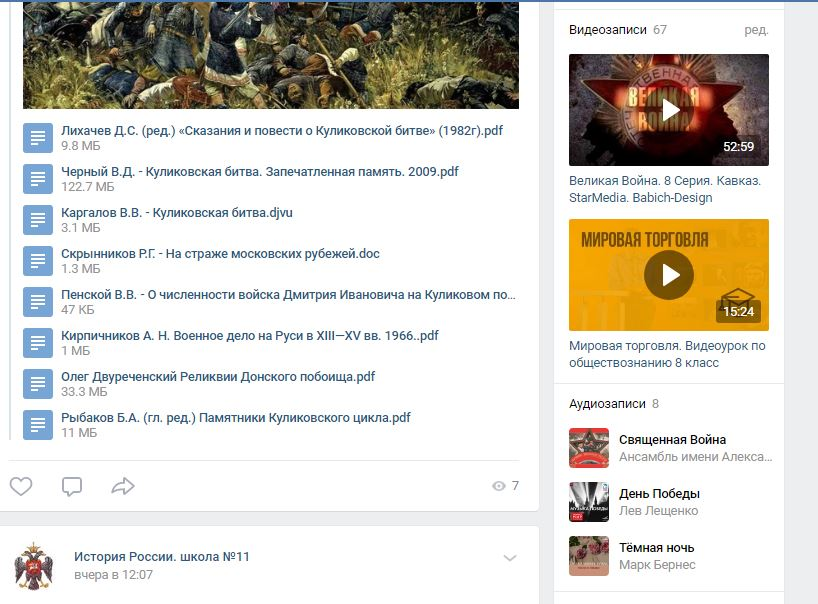 Лихачев Д.С. (ред.) «Сказания и повести о Куликовской битве» (1982г).pdf
9.8 МБ
Черный В.Д. - Куликовская битва. Запечатленная память. 2009.pdf
122.7 МБ
Каргалов В.В. - Куликовская битва.djvu
3.1 МБ
Скрынников Р.Г. - На страже московских рубежей.doc
1.3 МБ
Пенской В.В. - О численности войска Дмитрия Ивановича на Куликовом по...
47 КБ
Кирпичников А. Н. Военное дело на Руси в XIII—XV вв. 1966..pdf
1 МБ
Олег Двуреченский Реликвии Донского побоища.pdf
33.3 МБ
Рыбаков Б.А. (гл. ред.) Памятники Куликовского цикла.pdf
11 МБ
7
История России. школа №11
вчера в 12:07
Видеозаписи 67
ред.
ВЕЛИКАЯ
ВОЙНА
52:59
Великая Война. 8 Серия. Кавказ.
StarMedia. Babich-Design
МИРОВАЯ ТОРГОВЛЯ
15:24
Мировая торговля. Видеоурок по
обществознанию 8 класс
Аудиозаписи 8
Священная Война
Ансамбль имени Алекса...
День Победы
Лев Лещенко
Тёмная ночь
Марк Бернес